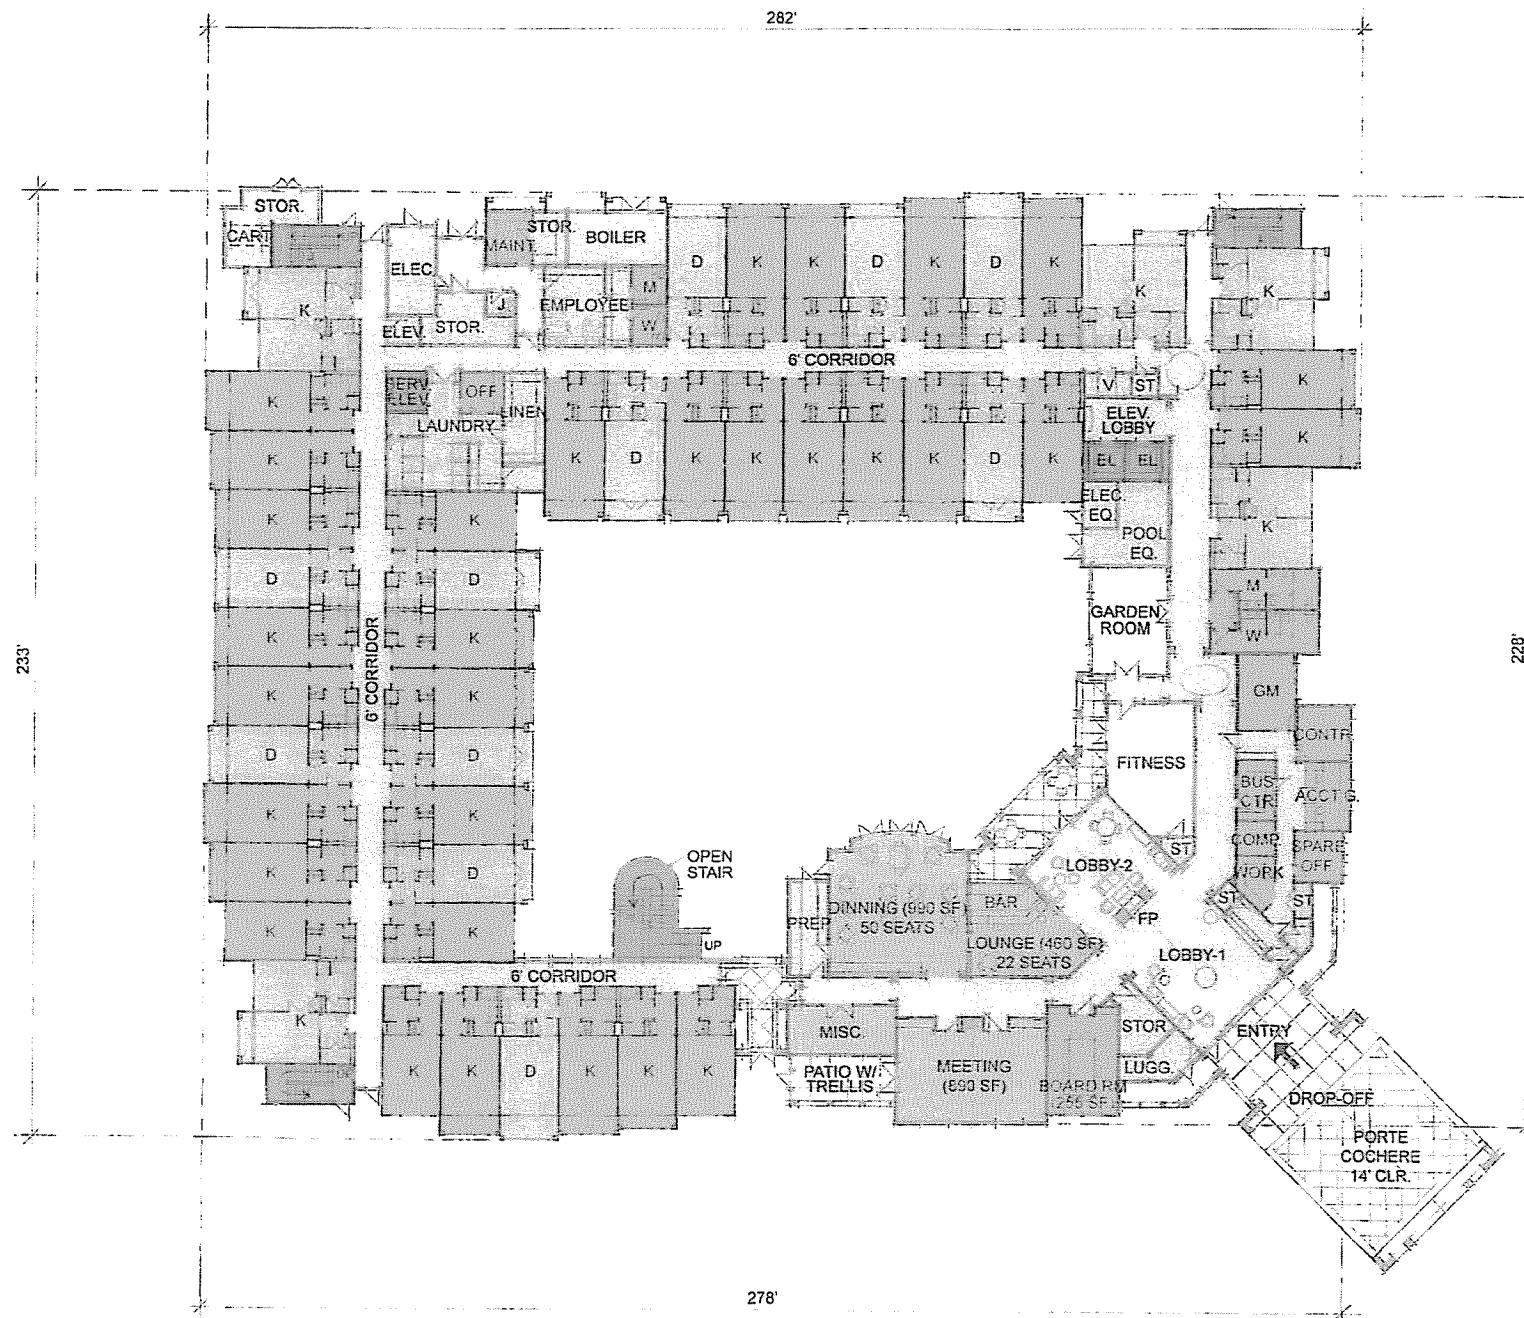 282'
STOR.
CART
ELEC
ELEV.
STOR.
J
MAINT.
STOR.
BOILER
EMPLOYEE
M
W
D
K
K
D
K
D
K
K
K
K
6' CORRIDOR
K
K
SERV
ELEV.
OFF
LINEN
LAUNDRY
V
ST
ELEV.
LOBBY
EL
EL
K
K
K
D
K
K
K
K
K
D
K
ELEC.
EQ.
POOL
EQ.
K
K
K
D
D
M
W
GARDEN
ROOM
K
K
6' CORRIDOR
233'
228'
K
K
GM
D
D
FITNESS
CONTR.
BUS
CTR
ACCT'G.
K
K
COMP
WORK
SPARE
OFF
ST
ST.
ST.
K
D
OPEN
STAIR
UP
LOBBY-2
FP
BAR
PREP
DINNING (990 SF)
50 SEATS
LOUNGE (460 SF)
22 SEATS
LOBBY-1
K
K
6' CORRIDOR
K
K
K
D
K
K
K
MISC.
PATIO W/
TRELLIS
MEETING
(890 SF)
BOARD RM
255 SF
STOR
LUGG.
ENTRY
DROP-OFF
PORTE
COCHERE
14' CLR.
278'